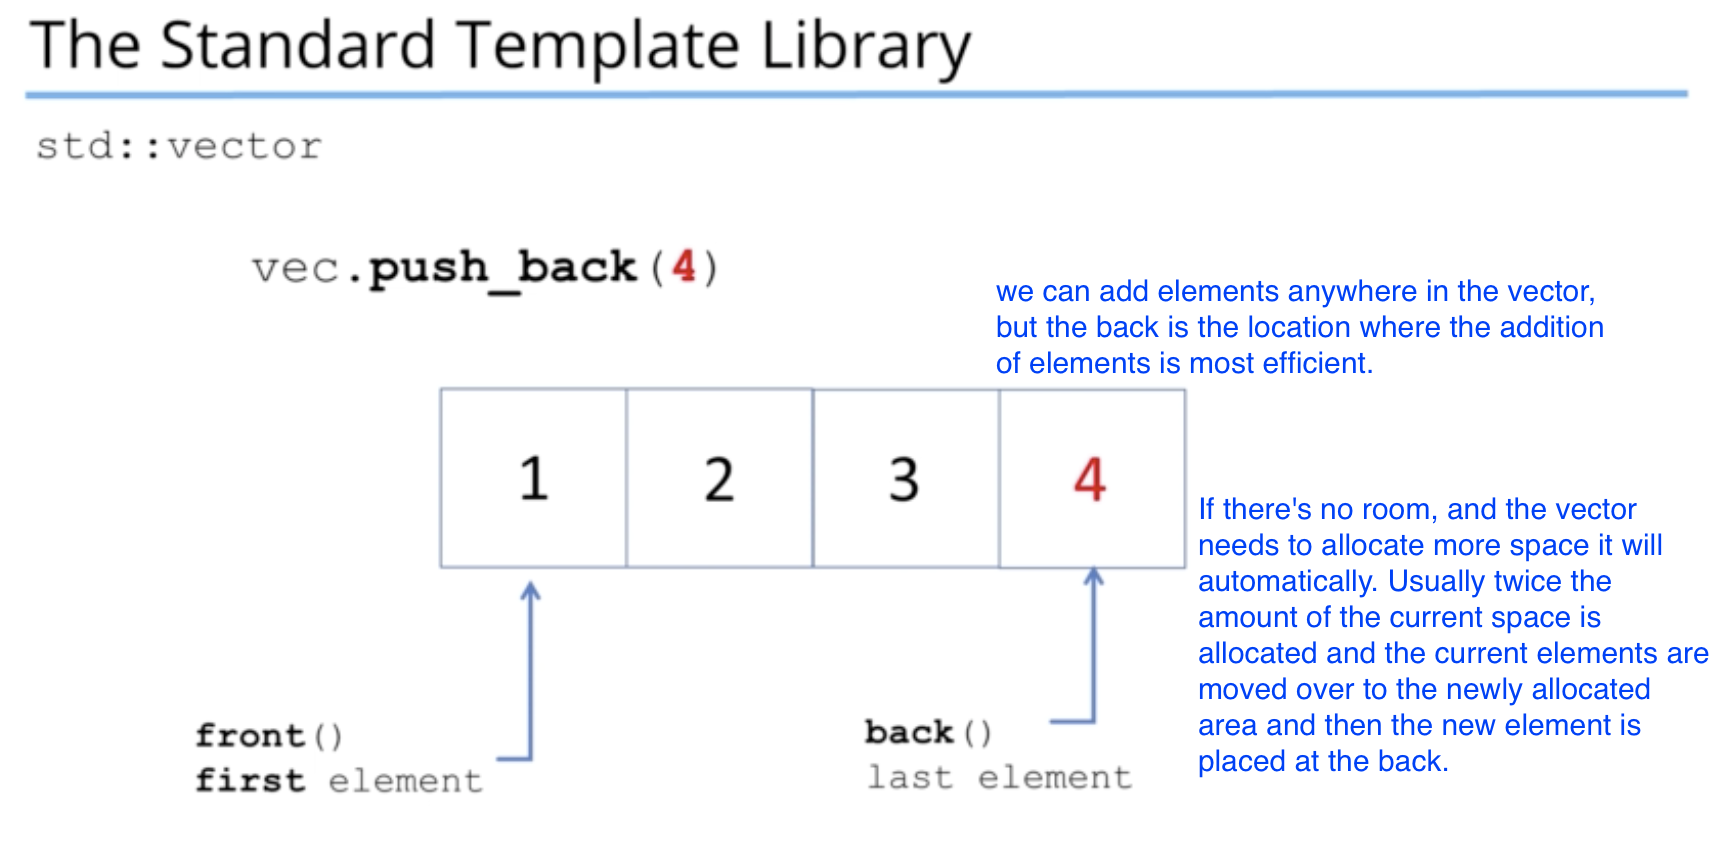 The Standard Template Library
std::vector
vec.push_back(4)
we can add elements anywhere in the vector,
but the back is the location where the addition
of elements is most efficient.
1 2 3 4
If there's no room, and the vector
needs to allocate more space it will
automatically. Usually twice the
amount of the current space is
allocated and the current elements are
moved over to the newly allocated
area and then the new element is
placed at the back.
front()
first element
back()
last element